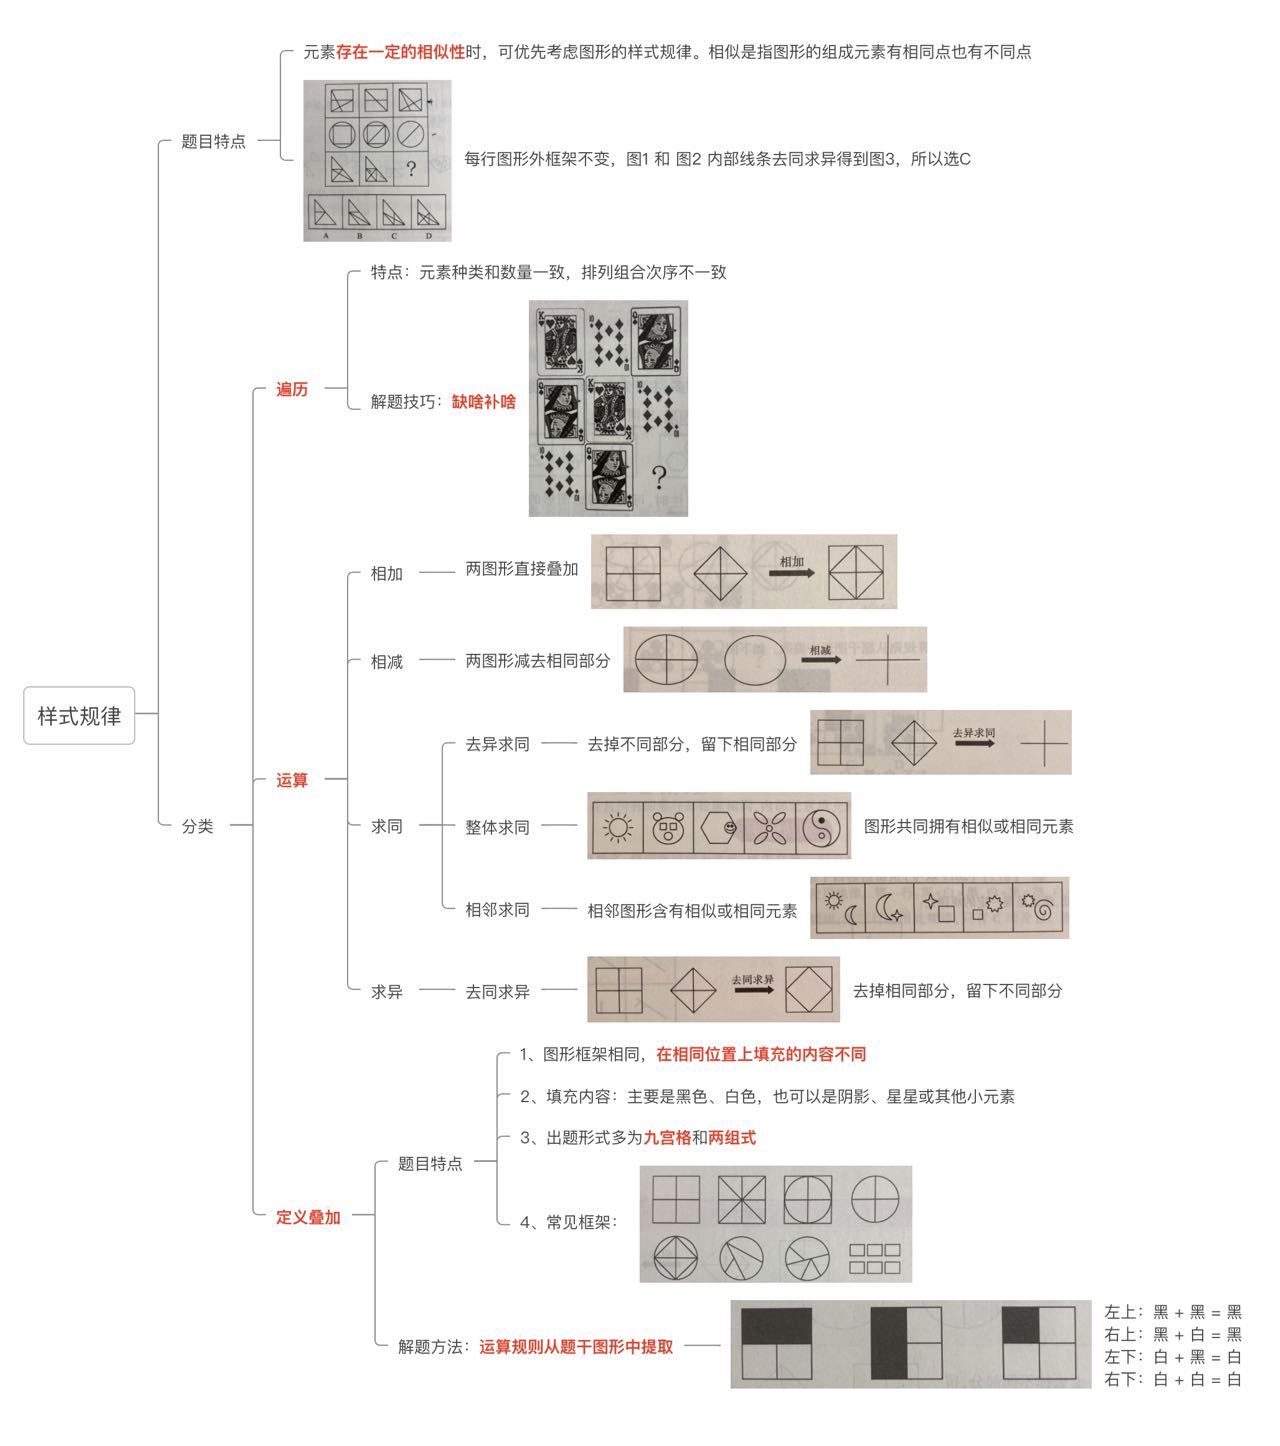 元素存在一定的相似性时，可优先考虑图形的样式规律。相似是指图形的组成元素有相同点也有不同点
题目特点
?
A B C D
每行图形外框架不变，图1 和 图2 内部线条去同求异得到图3，所以选C
特点：元素种类和数量一致，排列组合次序不一致
遍历
解题技巧：缺啥补啥
?
相加
两图形直接叠加
相加
相减
两图形减去相同部分
相减
样式规律
运算
分类
求同
去异求同
去掉不同部分，留下相同部分
去异求同
整体求同
图形共同拥有相似或相同元素
相邻求同
相邻图形含有相似或相同元素
求异
去同求异
去同求异
去掉相同部分，留下不同部分
1、图形框架相同，在相同位置上填充的内容不同
2、填充内容：主要是黑色、白色，也可以是阴影、星星或其他小元素
3、出题形式多为九宫格和两组式
题目特点
4、常见框架：
定义叠加
解题方法：运算规则从题干图形中提取
左上：黑 + 黑 = 黑
右上：黑 + 白 = 黑
左下：白 + 黑 = 白
右下：白 + 白 = 白